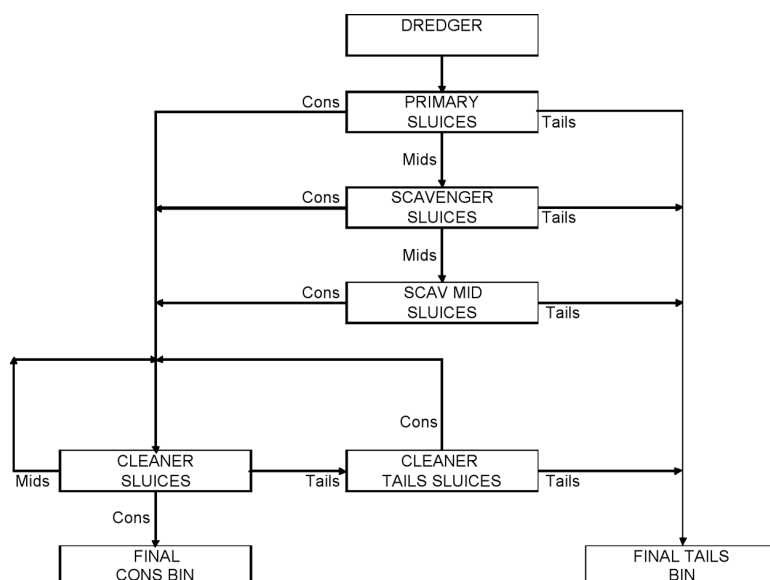 DREDGER
Cons
PRIMARY
SLUICES
Tails
Mids
Cons
SCAVENGER
SLUICES
Tails
Mids
Cons
SCAV MID
SLUICES
Tails
Cons
Mids
CLEANER
SLUICES
Tails
CLEANER
TAILS SLUICES
Tails
Cons
FINAL
CONS BIN
FINAL TAILS
BIN